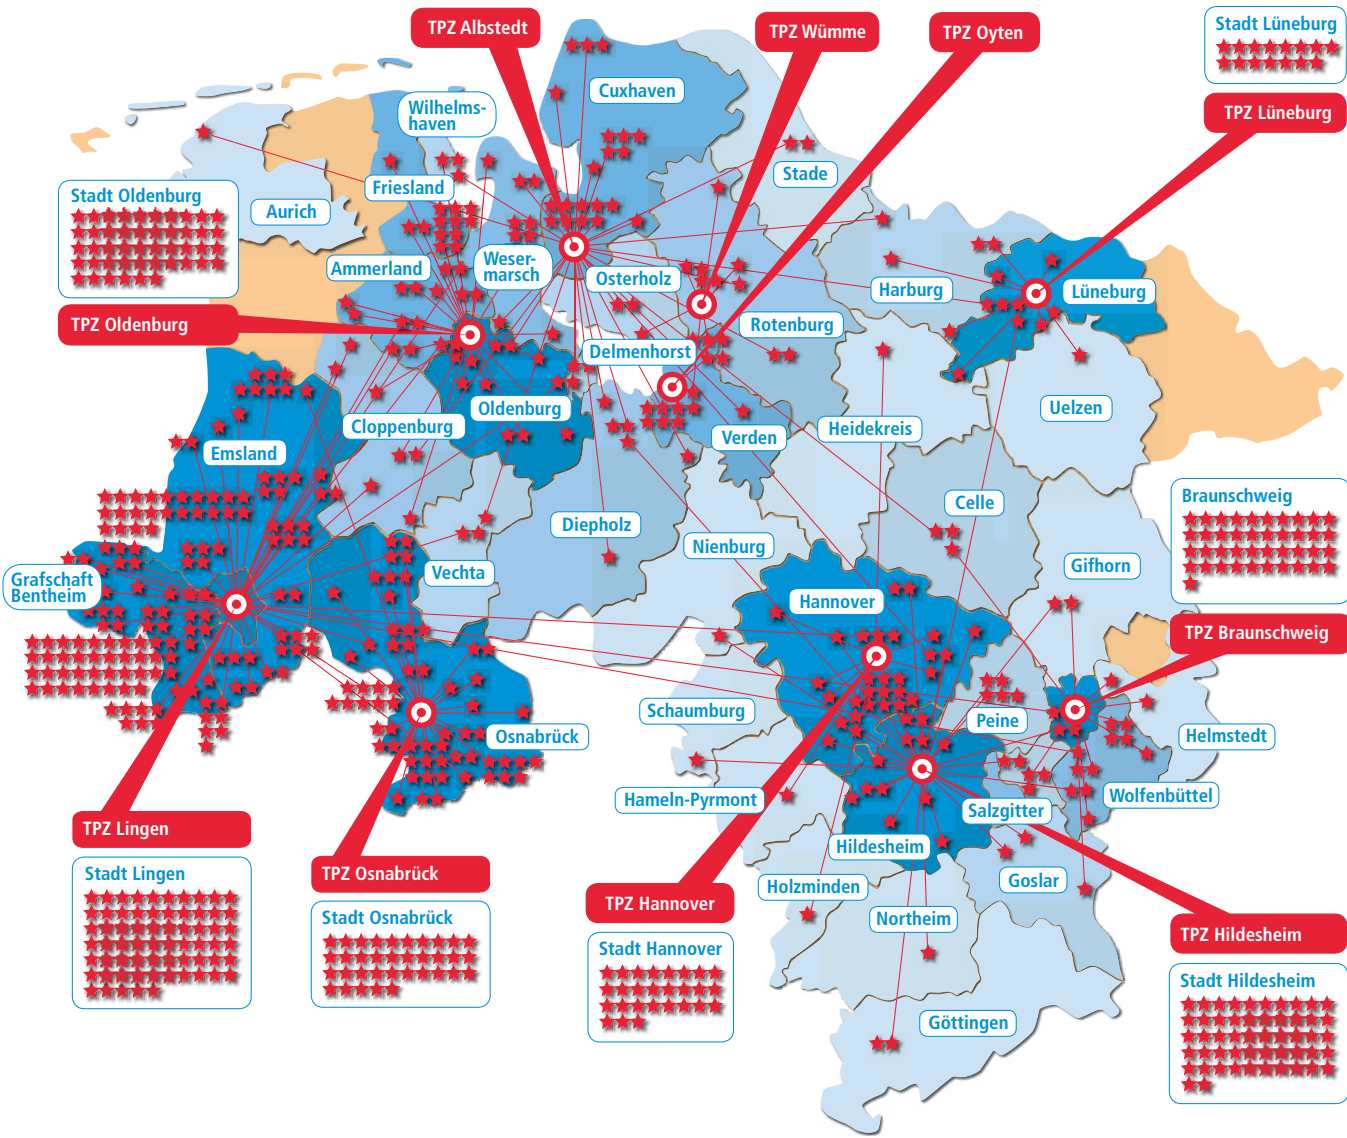 TPZ Albstedt
TPZ Wümme
TPZ Oyten
Stadt Lüneburg
TPZ Lüneburg
Cuxhaven
Wilhelms-
haven
Stade
Friesland
Stadt Oldenburg
Aurich
Ammerland
Weser-
marsch
Osterholz
Harburg
Lüneburg
TPZ Oldenburg
Rotenburg
Delmenhorst
Oldenburg
Uelzen
Cloppenburg
Heidekreis
Verden
Emsland
Braunschweig
Celle
Diepholz
Nienburg
Gifhorn
Vechta
Grafschaft
Bentheim
Hannover
TPZ Braunschweig
Schaumburg
Peine
Osnabrück
Helmstedt
Hameln-Pyrmont
Wolfenbüttel
Salzgitter
TPZ Lingen
Hildesheim
Stadt Lingen
TPZ Osnabrück
Holzminden
Goslar
TPZ Hannover
Stadt Osnabrück
Northeim
TPZ Hildesheim
Stadt Hannover
Stadt Hildesheim
Göttingen